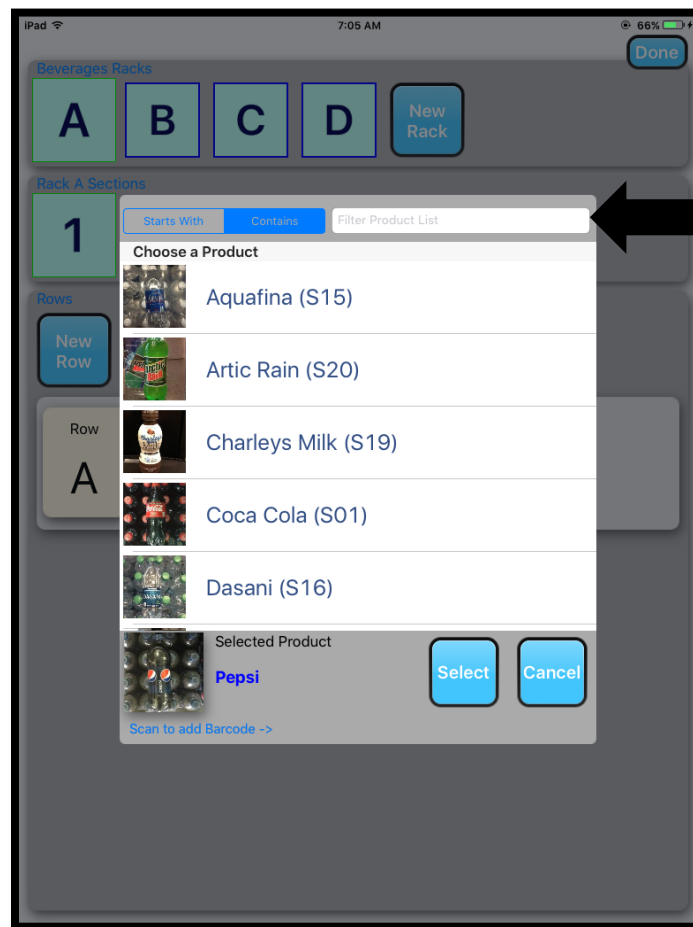 iPad 7:05 AM 66%
Done
Beverages Racks
A B C D New
Rack
Rack A Sections
1
Starts With Contains Filter Product List
Choose a Product
Aquafina (S15)
Artic Rain (S20)
Charleys Milk (S19)
Coca Cola (S01)
Dasani (S16)
Rows
New
Row
Row
A
Selected Product
Pepsi
Select Cancel
Scan to add Barcode ->